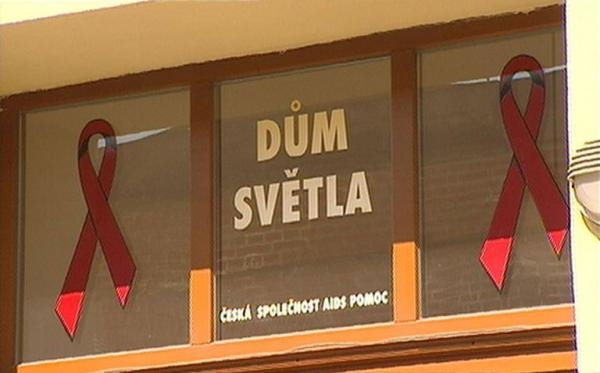 DŮM
SVĚTLA
ČESKÁ SPOLEČNOST AIDS POMOC